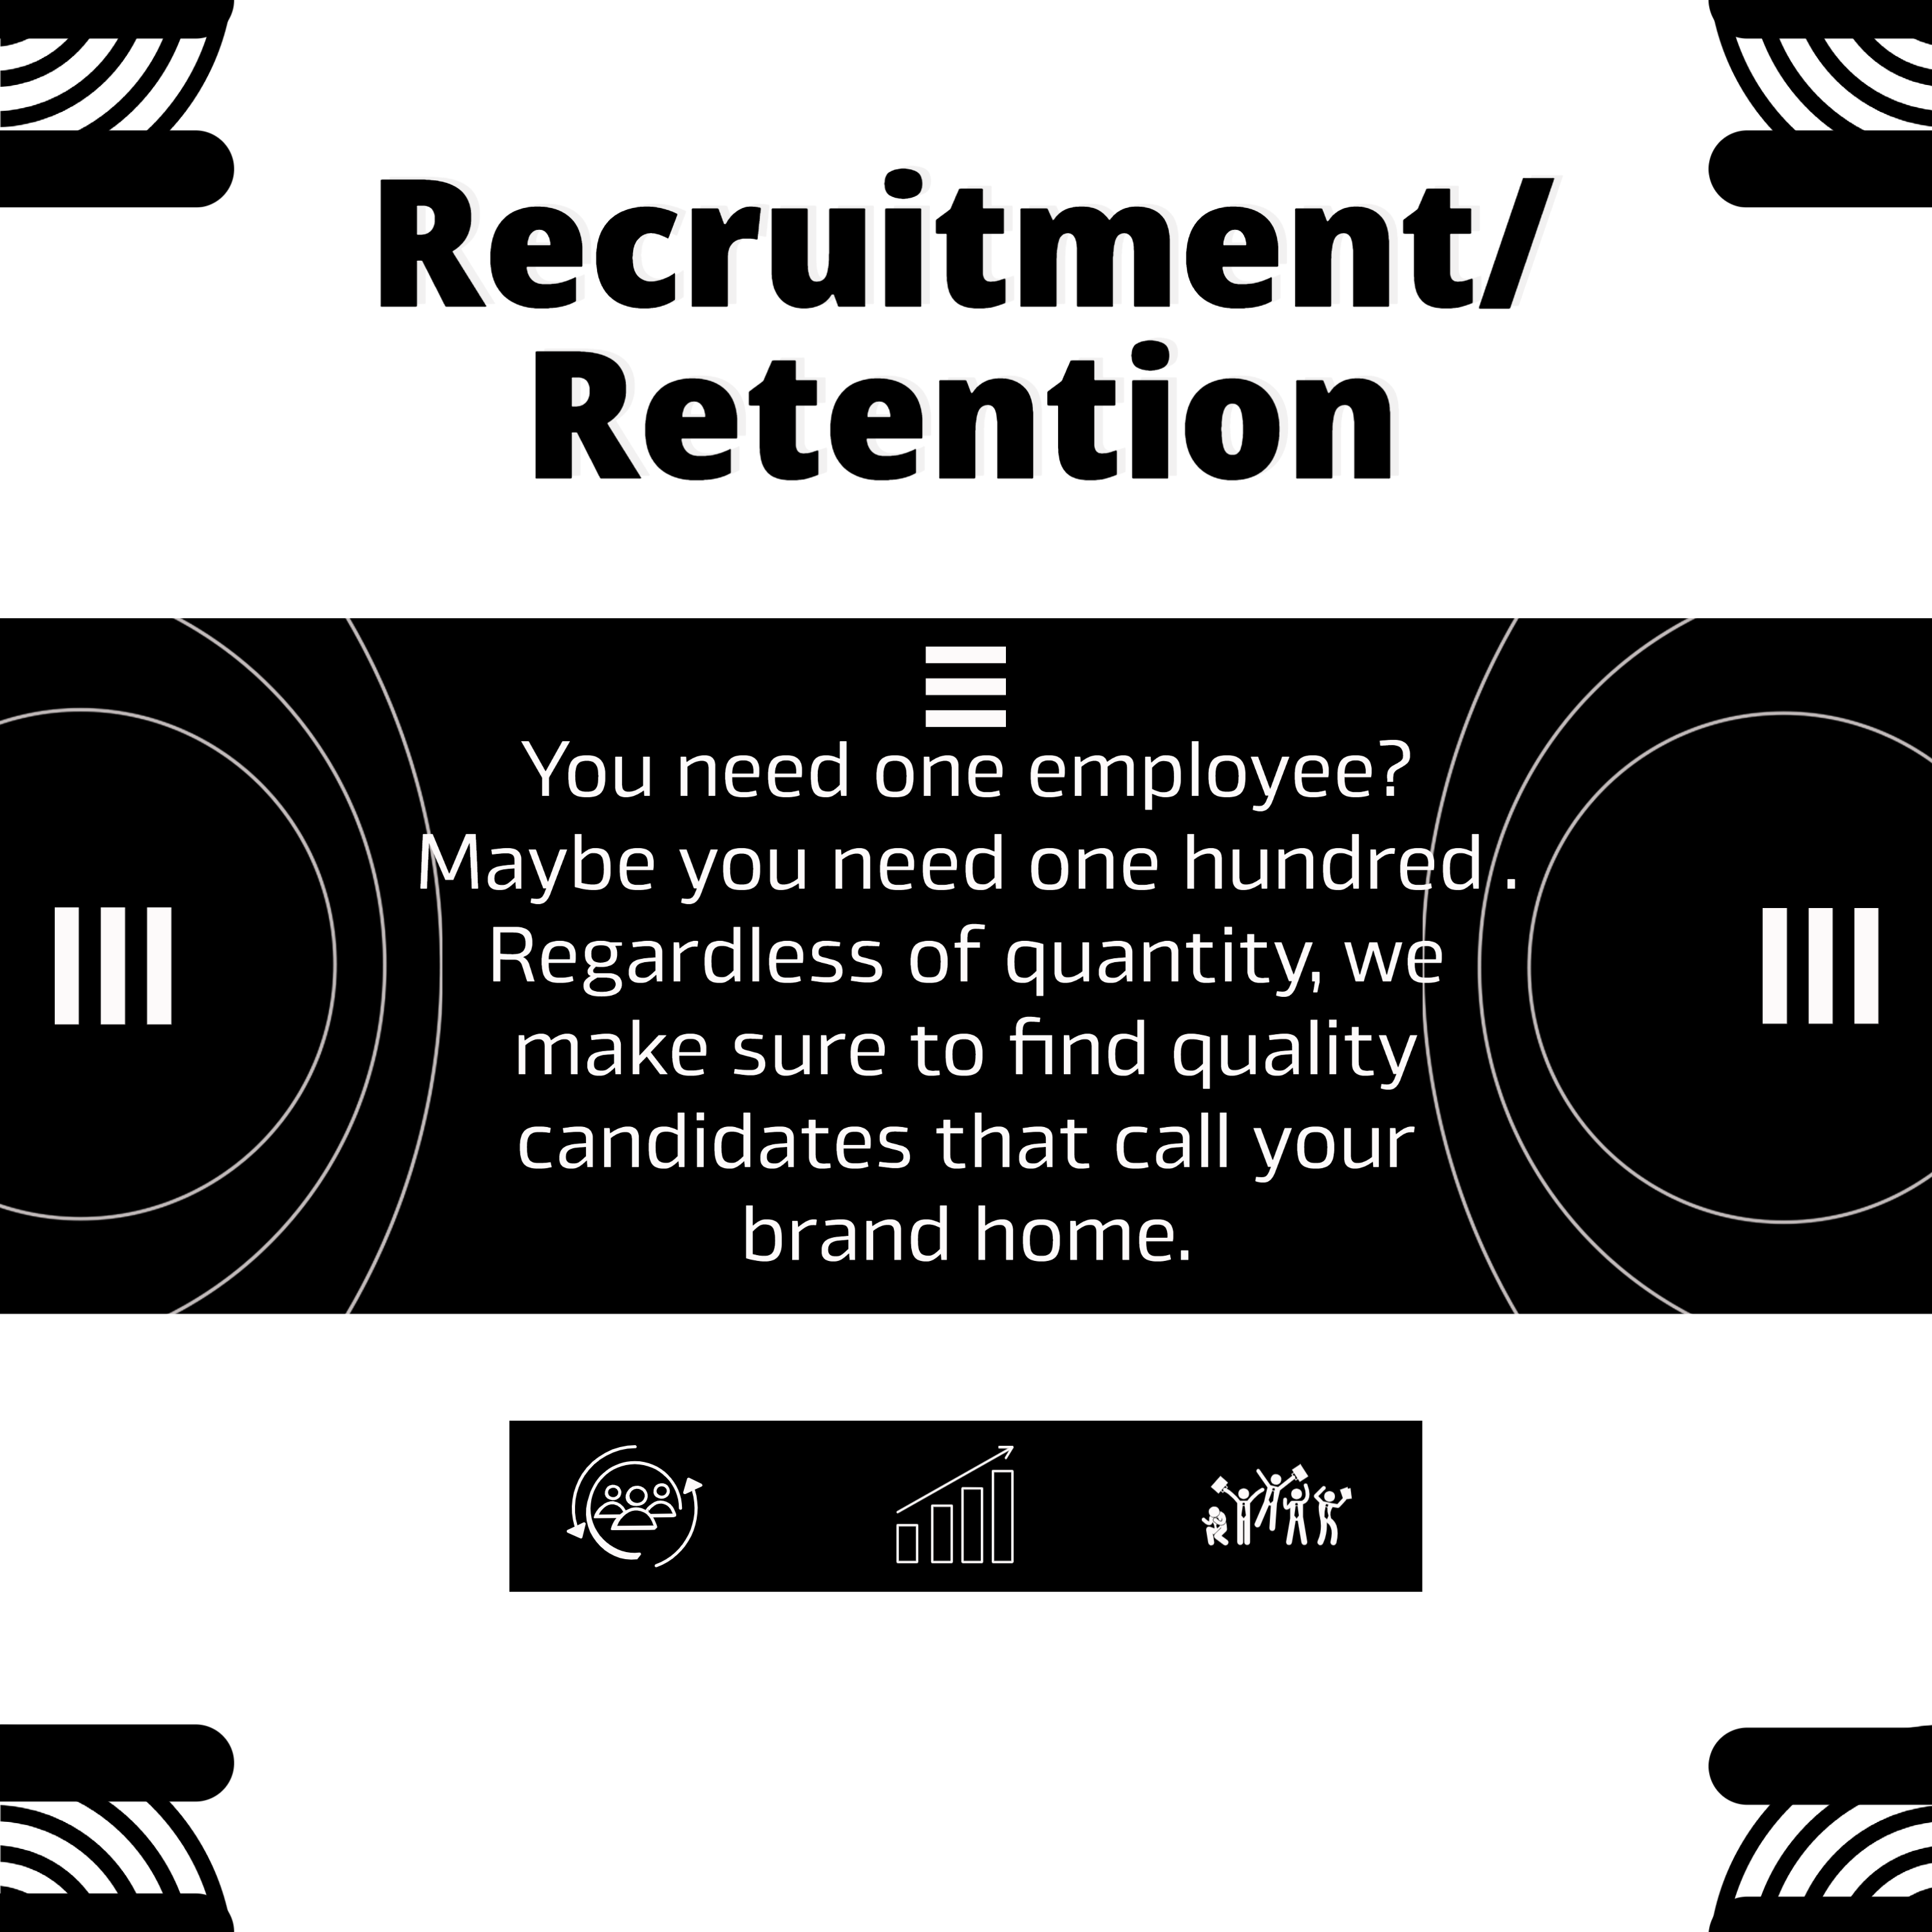 Recruitment/
Retention
You need one employee?
Maybe you need one hundred .
Regardless of quantity, we
make sure to find quality
candidates that call your
brand home.